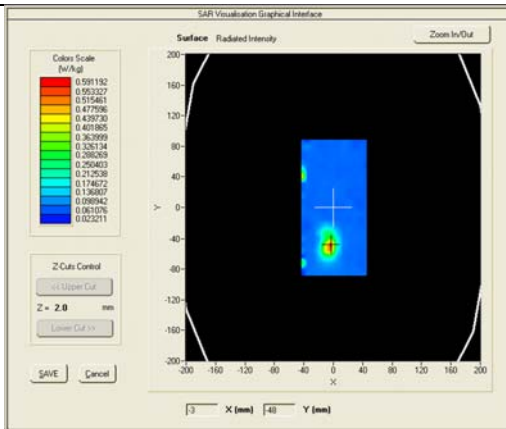 SAR Visualisation Graphical Interface
Surface Radiated Intensity
Zoom In/Out
Colors Scale
(W/kg)
0.591192
0.553327
0.515461
0.477596
0.439730
0.401865
0.363999
0.326134
0.288269
0.250403
0.212538
0.174672
0.136807
0.098942
0.061076
0.023211
Z-Cuts Control
<< Upper Cut
Z = 2.0 mm
Lower Cut >>
SAVE Cancel
Y
200
160
120
80
40
0
-40
-80
-120
-160
-200
-200 -160 -120 -80 -40 0 40 80 120 160 200
X
-3 X (mm) -48 Y (mm)